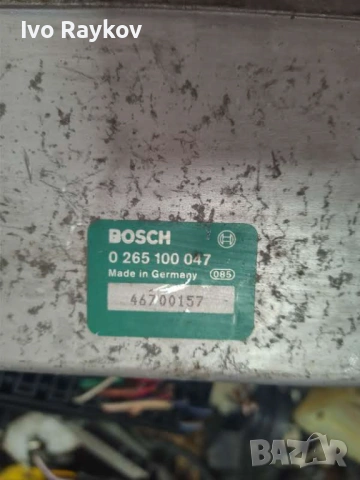 Ivo Raykov
BOSCH
0 265 100 047
Made in Germany 085
46700157
BAZAR